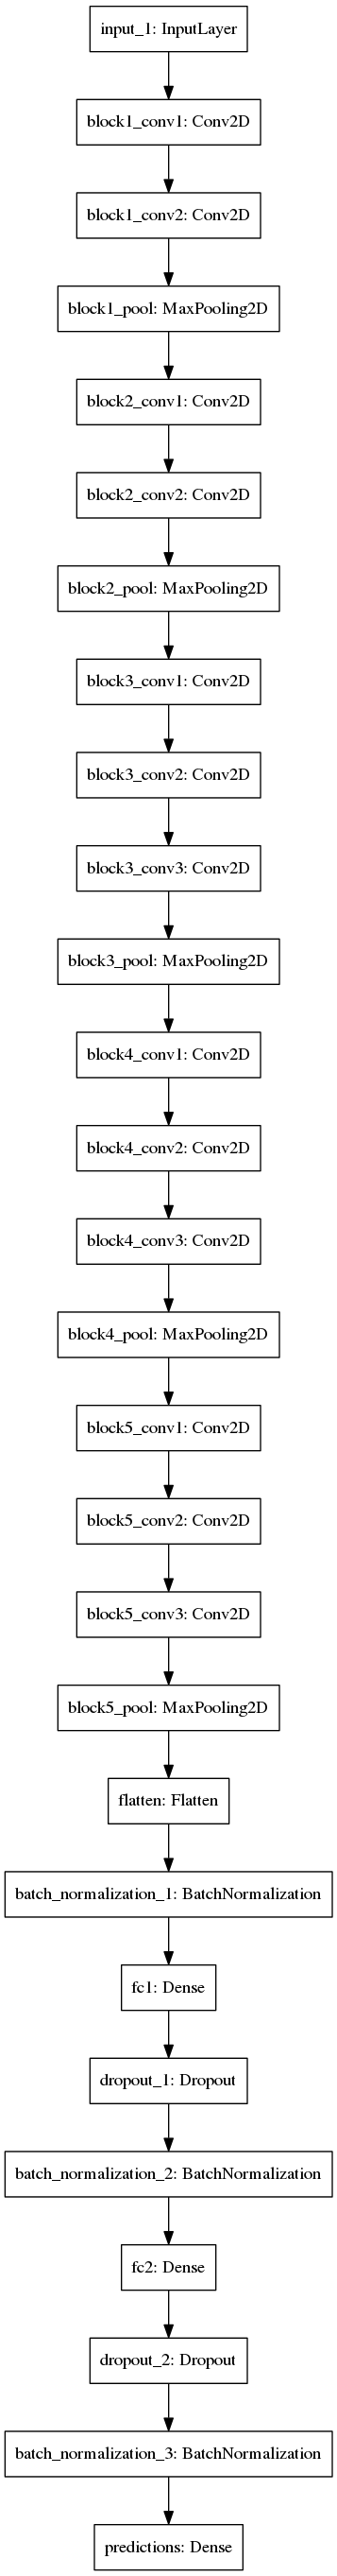 input_1: InputLayer
block1_conv1: Conv2D
block1_conv2: Conv2D
block1_pool: MaxPooling2D
block2_conv1: Conv2D
block2_conv2: Conv2D
block2_pool: MaxPooling2D
block3_conv1: Conv2D
block3_conv2: Conv2D
block3_conv3: Conv2D
block3_pool: MaxPooling2D
block4_conv1: Conv2D
block4_conv2: Conv2D
block4_conv3: Conv2D
block4_pool: MaxPooling2D
block5_conv1: Conv2D
block5_conv2: Conv2D
block5_conv3: Conv2D
block5_pool: MaxPooling2D
flatten: Flatten
batch_normalization_1: BatchNormalization
fc1: Dense
dropout_1: Dropout
batch_normalization_2: BatchNormalization
fc2: Dense
dropout_2: Dropout
batch_normalization_3: BatchNormalization
predictions: Dense